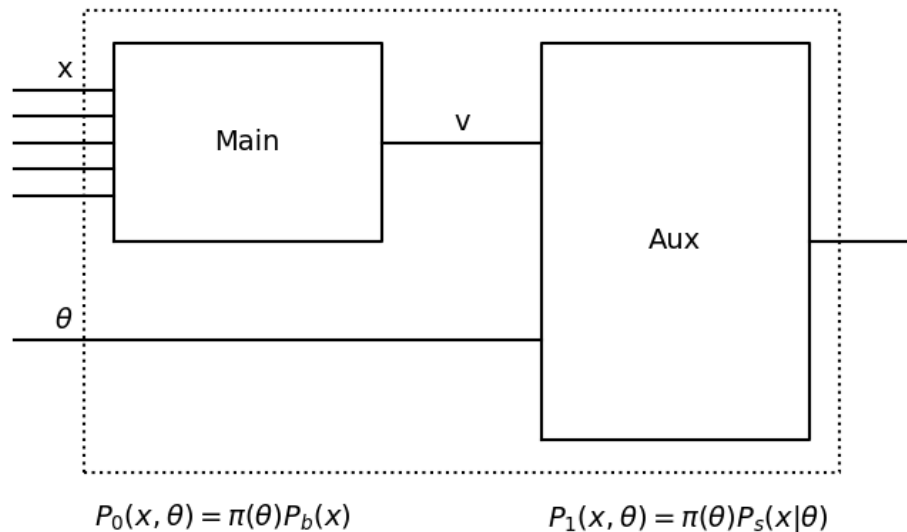 x
Main
v
Aux
θ
P₀(x, θ) = π(θ)P_b(x)
P₁(x, θ) = π(θ)P_s(x|θ)